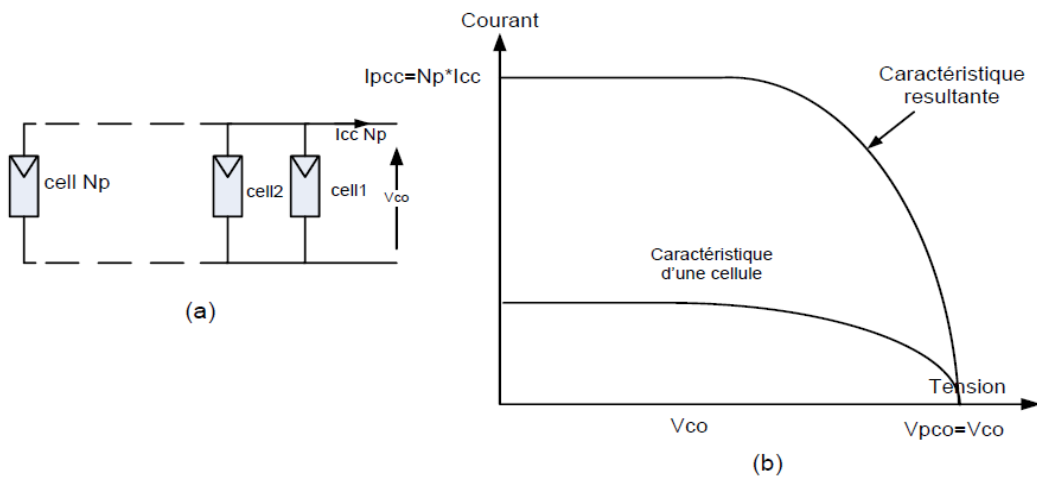 Courant
Ipcc=Np*Icc
Caractéristique
resultante
Icc Np
cell Np
cell2
cell1
Vco
Caractéristique
d'une cellule
(a)
Tension
Vco
Vpco=Vco
(b)